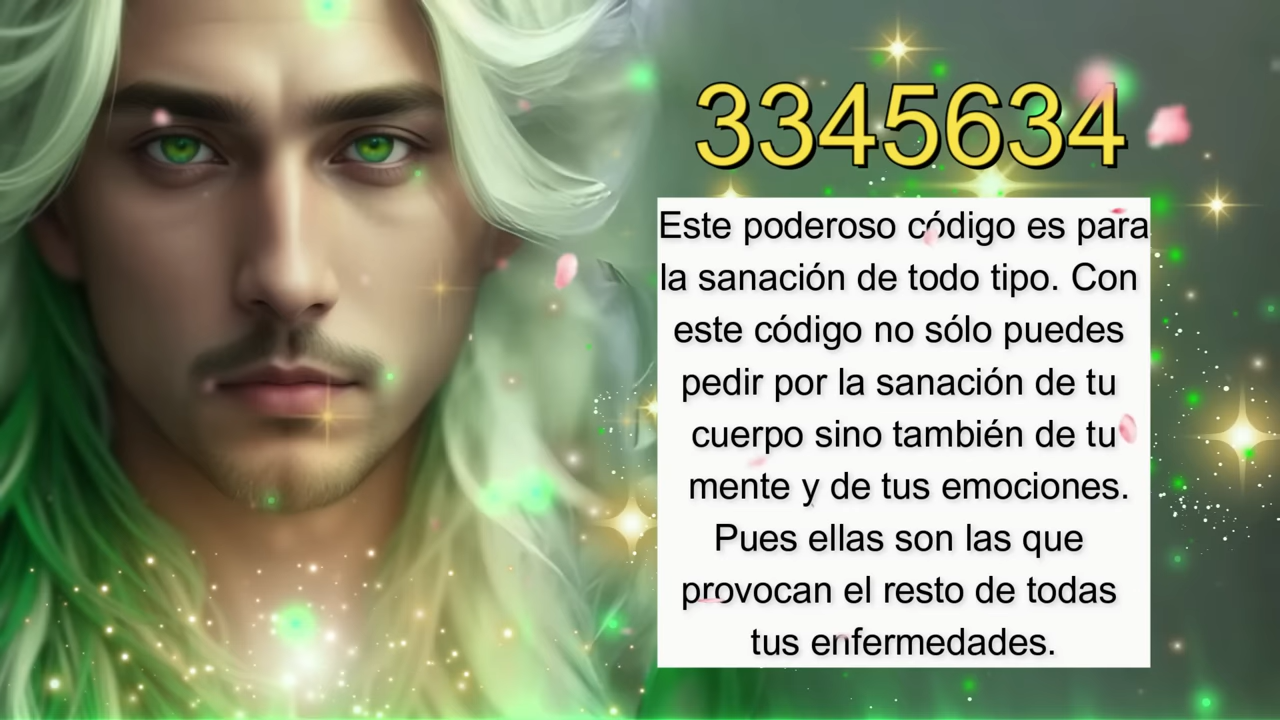 3345634
Este poderoso código es para
la sanación de todo tipo. Con
este código no sólo puedes
pedir por la sanación de tu
cuerpo sino también de tu
mente y de tus emociones.
Pues ellas son las que
provocan el resto de todas
tus enfermedades.